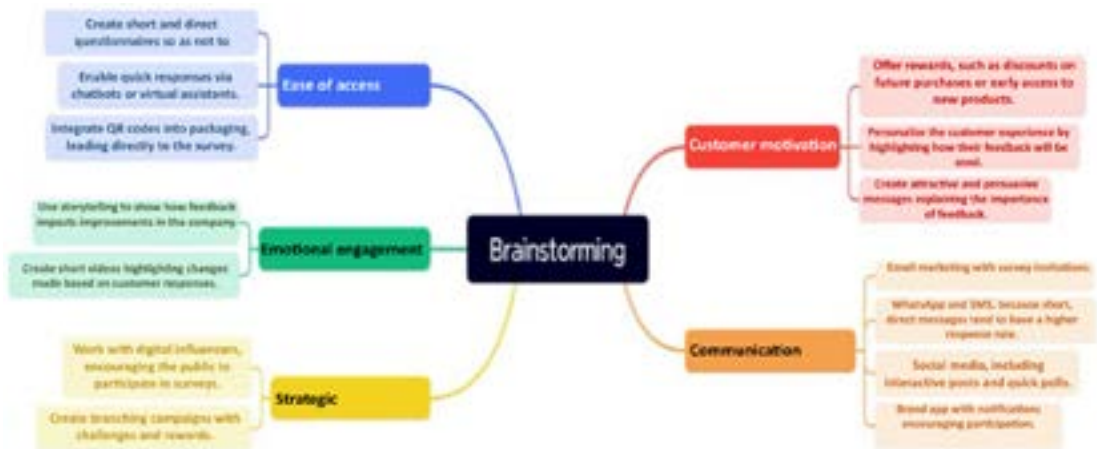 Create short and direct
questionnaires so as not to
Enable quick responses via
chatbots or virtual assistants.
Integrate QR codes into packaging,
leading directly to the survey.
Ease of access
Use storytelling to show how feedback
impacts improvements in the company
Create short videos highlighting changes
made based on customer responses.
Emotional engagement
Work with digital influencers,
encouraging the public to
participate in surveys.
Create branching campaigns with
challenges and rewards.
Strategic
Brainstorming
Customer motivation
Offer rewards, such as discounts on
future purchases or early access to
new products.
Personalize the customer experience by
highlighting how their feedback will be
Create attractive and persuasive
messages explaining the importance
of feedback.
Communication
Email marketing with survey invitations.
WhatsApp and SMS, because short,
direct messages tend to have a higher
response rate.
Social media, including
interactive posts and quick polls.
Brand app with notifications
encouraging participation.